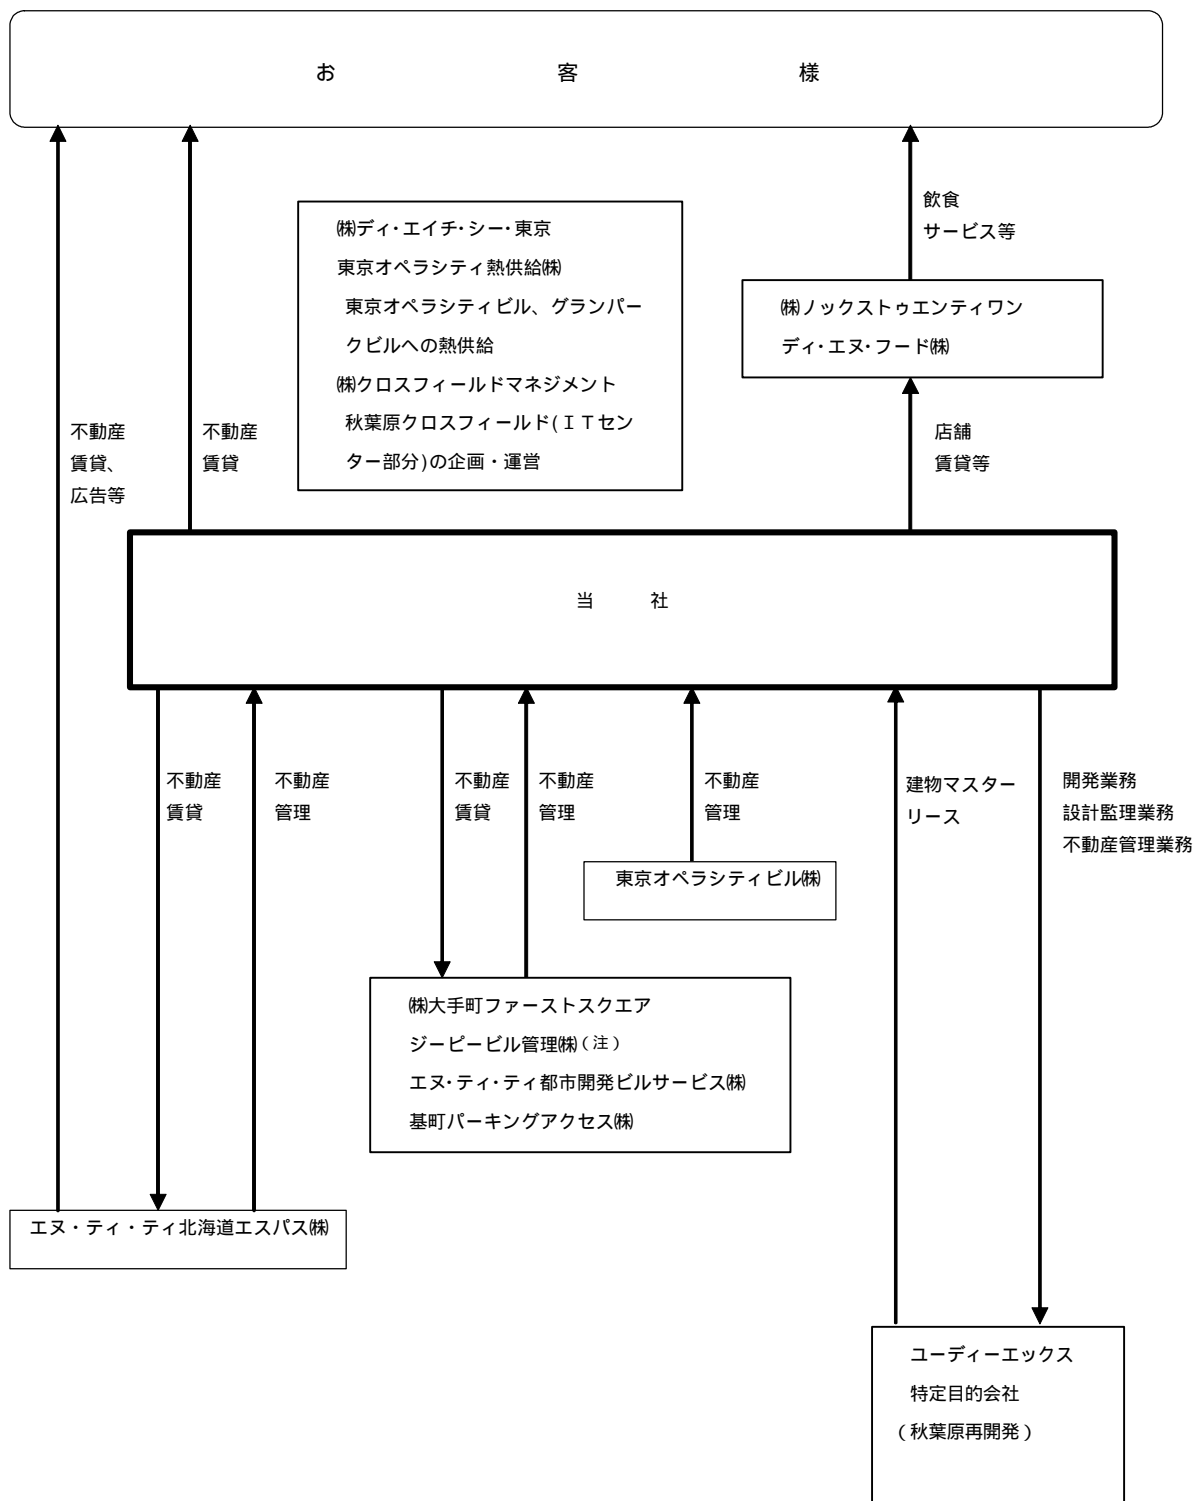 お客様
飲食
サービス等
㈱ディ・エイチ・シー・東京
東京オペラシティ熱供給㈱
東京オペラシティビル、グランパー
クビルへの熱供給
㈱クロスフィールドマネジメント
秋葉原クロスフィールド(ＩＴセン
ター部分)の企画・運営
㈱ノックストゥエンティワン
ディ・エヌ・フード㈱
不動産
賃貸、
広告等
不動産
賃貸
店舗
賃貸等
当社
不動産
賃貸
不動産
管理
不動産
賃貸
不動産
管理
不動産
管理
建物マスター
リース
開発業務
設計監理業務
不動産管理業務
東京オペラシティビル㈱
㈱大手町ファーストスクエア
ジーピービル管理㈱（注）
エヌ・ティ・ティ都市開発ビルサービス㈱
基町パーキングアクセス㈱
エヌ・ティ・ティ北海道エスパス㈱
ユーディーエックス
特定目的会社
（秋葉原再開発）